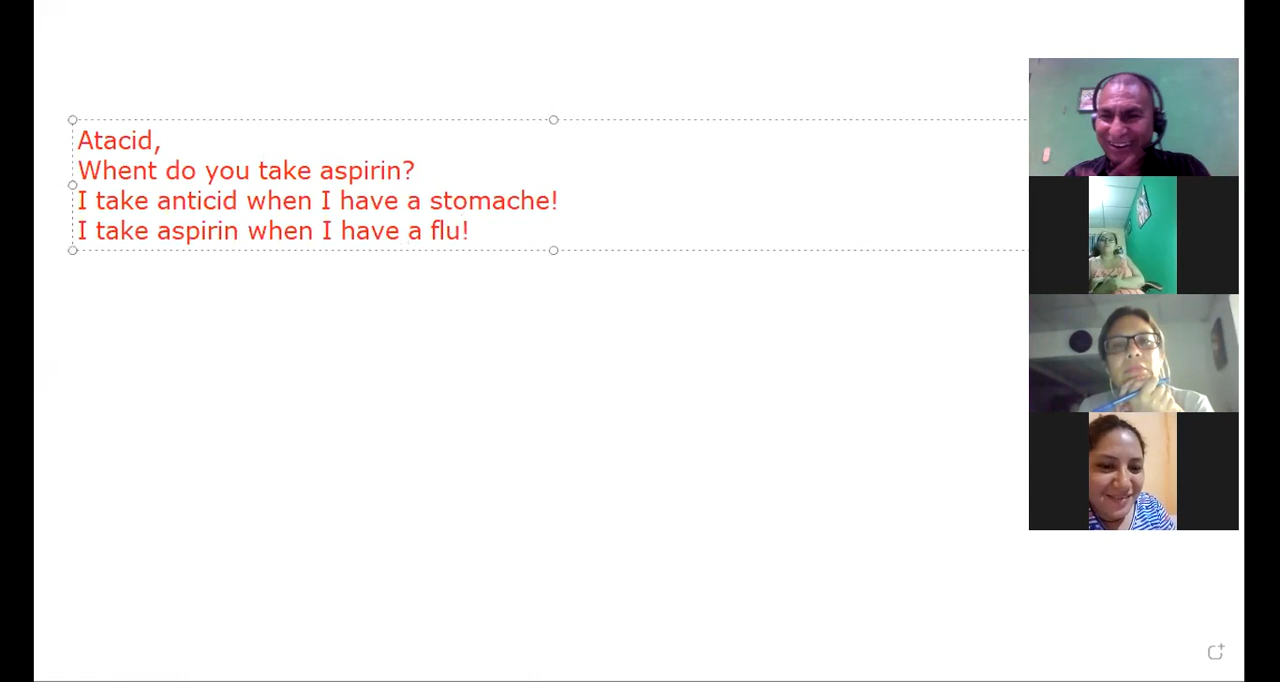 Atacid,
Whent do you take aspirin?
I take anticid when I have a stomache!
I take aspirin when I have a flu!